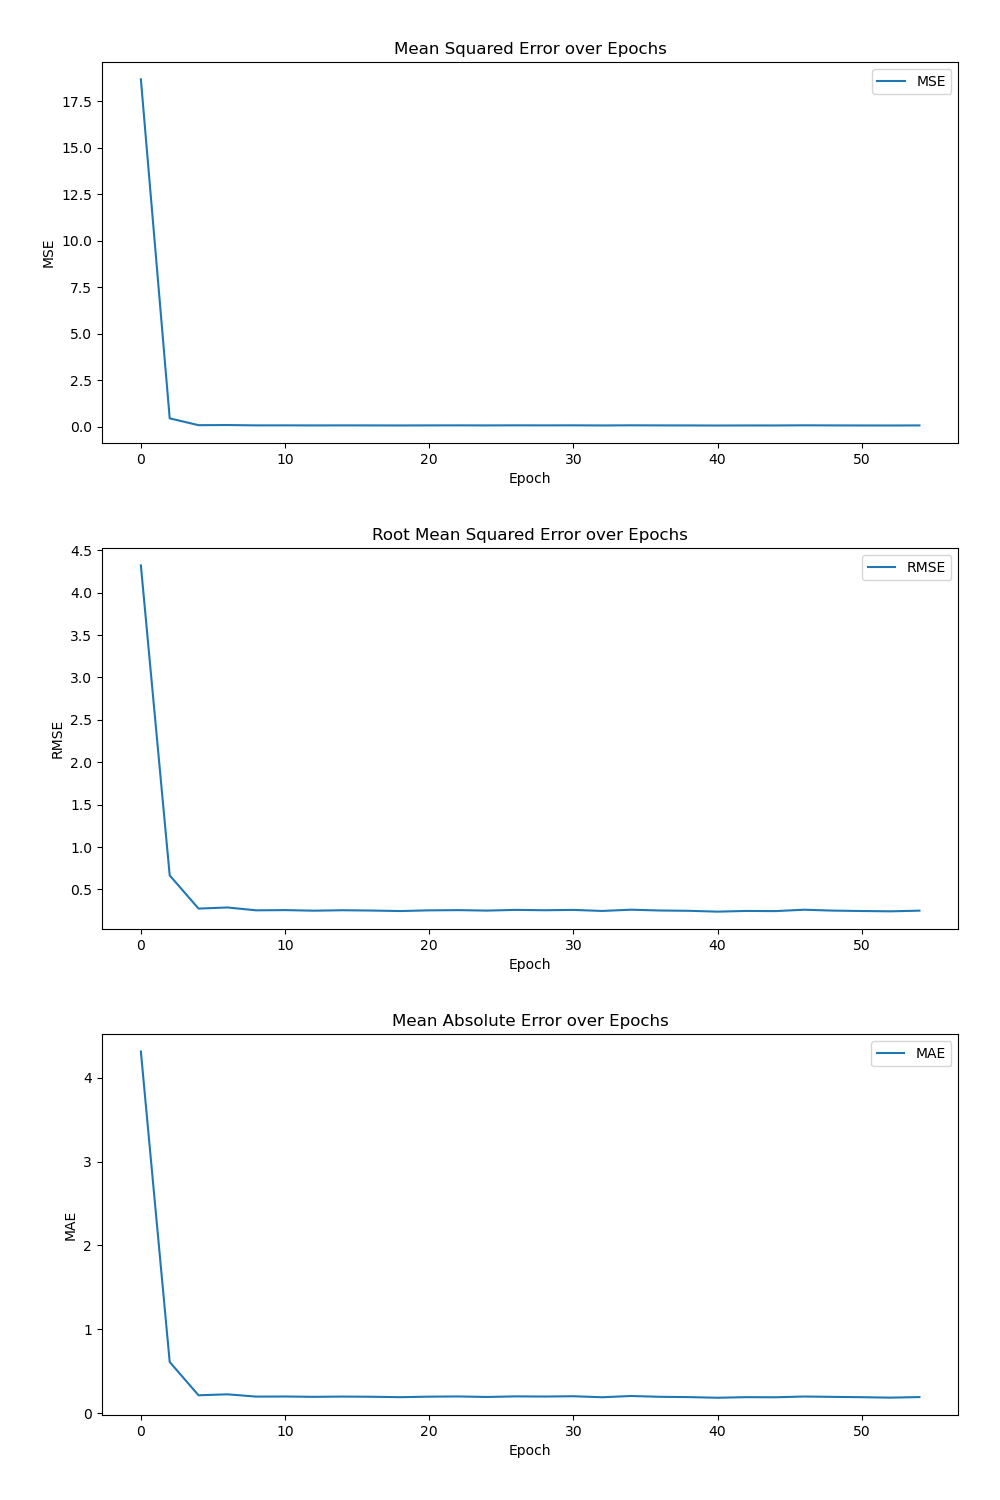 Mean Squared Error over Epochs
MSE
17.5
15.0
12.5
10.0
7.5
5.0
2.5
0.0
MSE
0 10 20 30 40 50
Epoch
Root Mean Squared Error over Epochs
RMSE
4.5
4.0
3.5
3.0
2.5
2.0
1.5
1.0
0.5
RMSE
0 10 20 30 40 50
Epoch
Mean Absolute Error over Epochs
MAE
4
3
2
1
0
MAE
0 10 20 30 40 50
Epoch